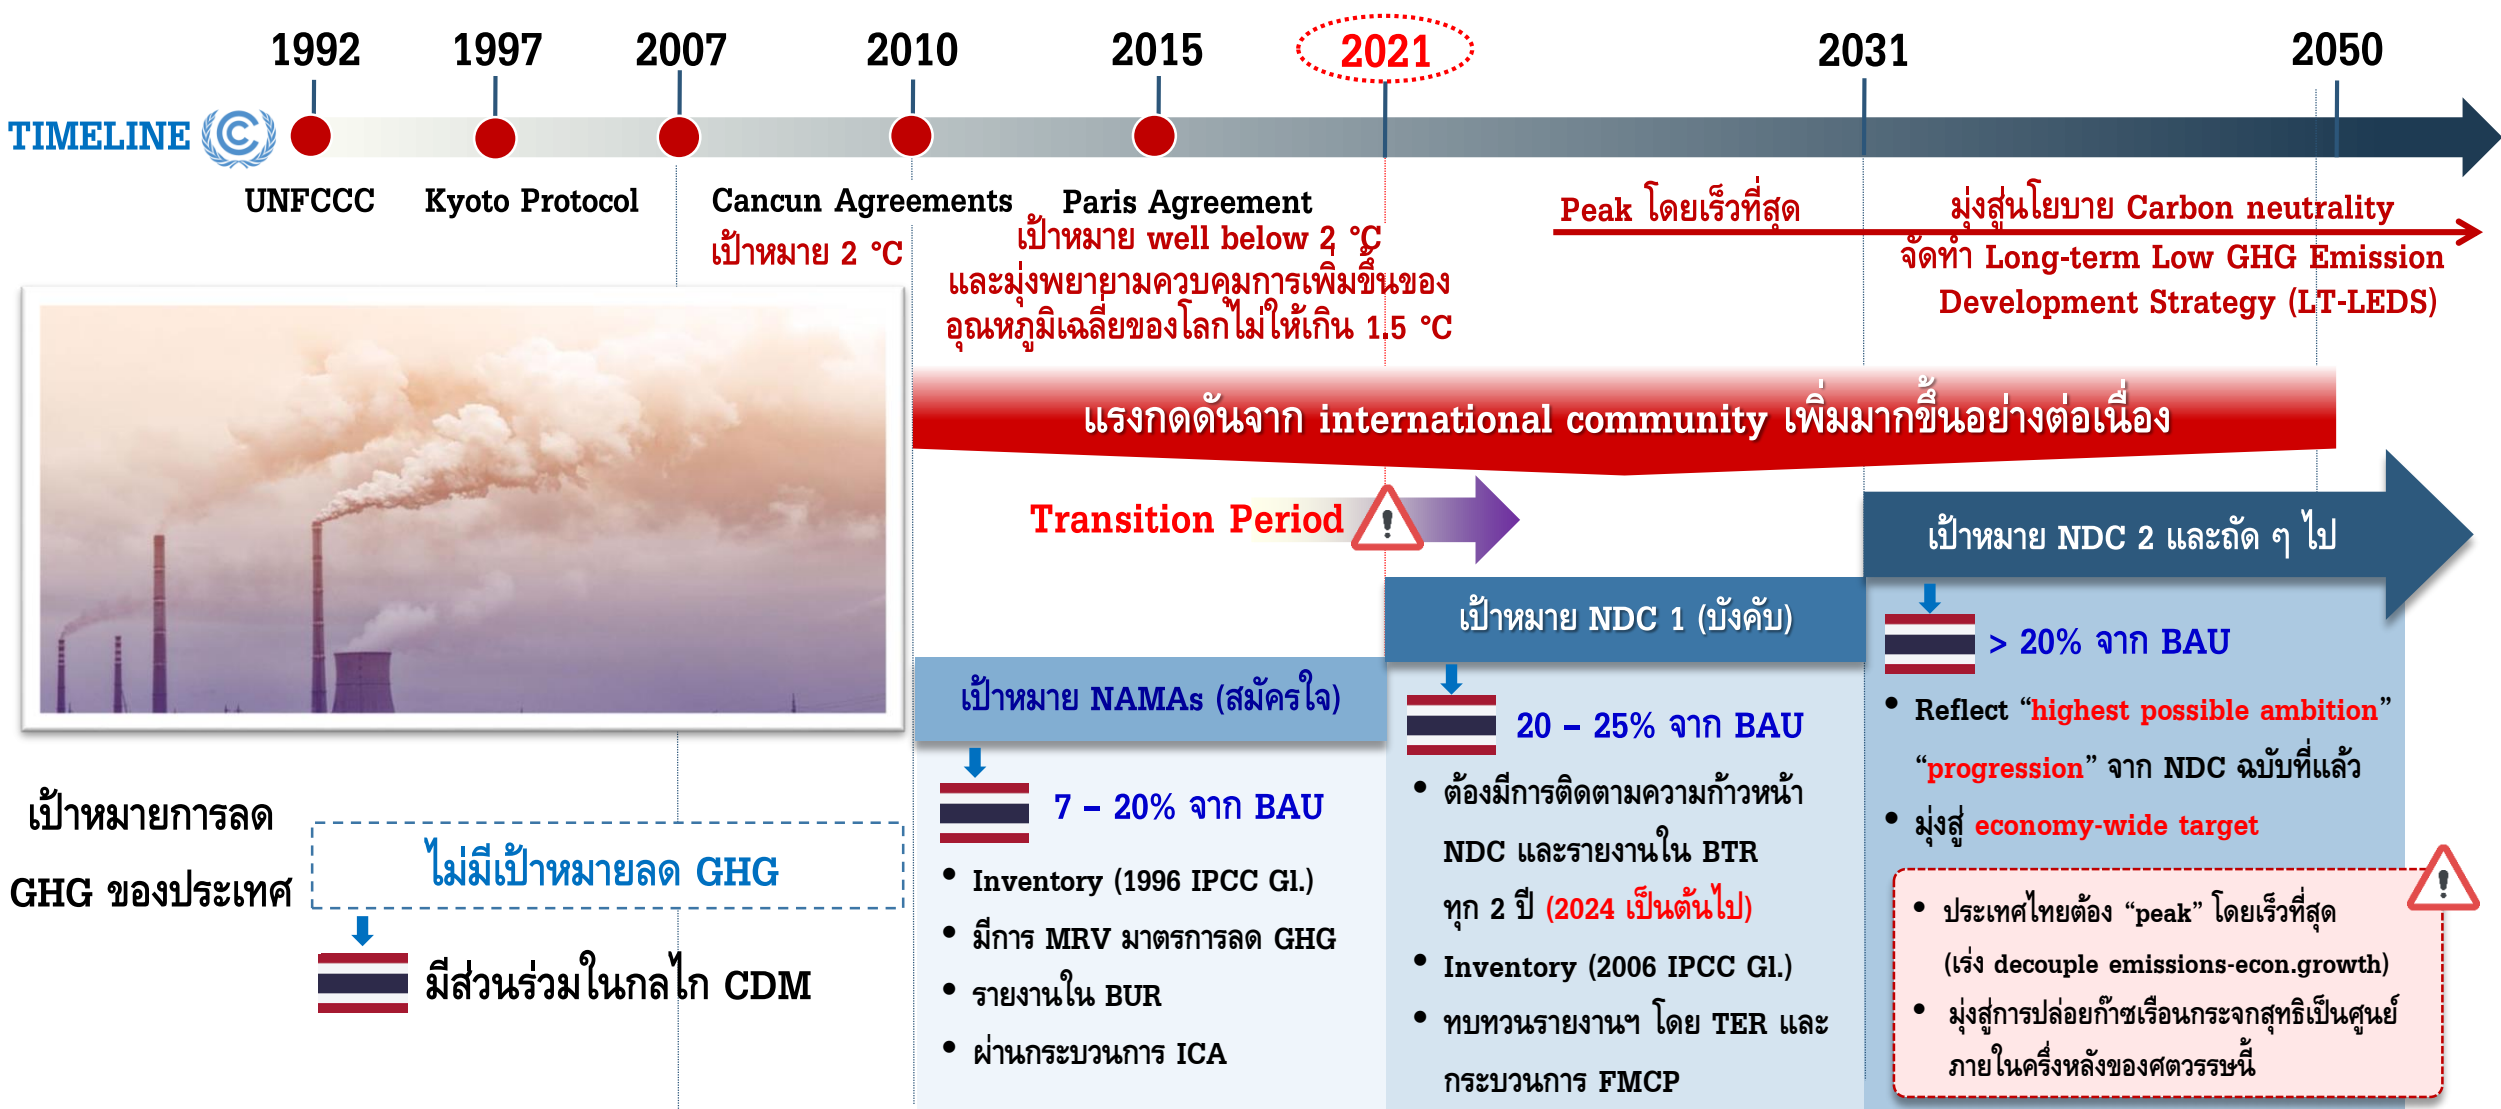 1992
1997
2007
2010
2015
2021
2031
2050
TIMELINE
UNFCCC
Kyoto Protocol
Cancun Agreements
เป้าหมาย 2 °C
Paris Agreement
เป้าหมาย well below 2 °C
และมุ่งพยายามควบคุมการเพิ่มขึ้นของ
อุณหภูมิเฉลี่ยของโลกไม่ให้เกิน 1.5 °C
Peak โดยเร็วที่สุด
มุ่งสู่นโยบาย Carbon neutrality
จัดทำ Long-term Low GHG Emission
Development Strategy (LT-LEDS)
แรงกดดันจาก international community เพิ่มมากขึ้นอย่างต่อเนื่อง
Transition Period
เป้าหมายการลด
GHG ของประเทศ
ไม่มีเป้าหมายลด GHG
มีส่วนร่วมในกลไก CDM
เป้าหมาย NAMAs (สมัครใจ)
7 – 20% จาก BAU
• Inventory (1996 IPCC Gl.)
• มีการ MRV มาตรการลด GHG
• รายงานใน BUR
• ผ่านกระบวนการ ICA
เป้าหมาย NDC 1 (บังคับ)
20 – 25% จาก BAU
• ต้องมีการติดตามความก้าวหน้า
NDC และรายงานใน BTR
ทุก 2 ปี (2024 เป็นต้นไป)
• Inventory (2006 IPCC Gl.)
• ทบทวนรายงานฯ โดย TER และ
กระบวนการ FMCP
เป้าหมาย NDC 2 และถัด ๆ ไป
> 20% จาก BAU
• Reflect “highest possible ambition”
“progression” จาก NDC ฉบับที่แล้ว
• มุ่งสู่ economy-wide target
• ประเทศไทยต้อง “peak” โดยเร็วที่สุด
(เร่ง decouple emissions-econ.growth)
• มุ่งสู่การปล่อยก๊าซเรือนกระจกสุทธิเป็นศูนย์
ภายในครึ่งหลังของศตวรรษนี้